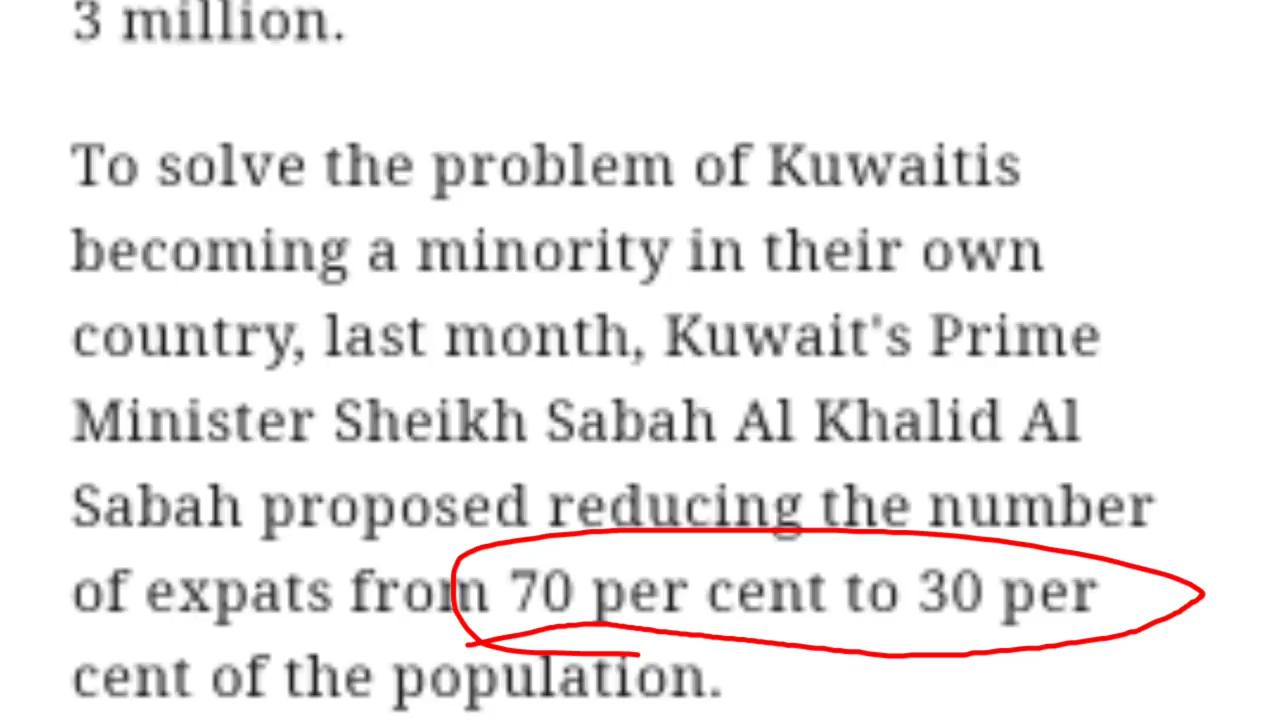 3 million.
To solve the problem of Kuwaitis
becoming a minority in their own
country, last month, Kuwait's Prime
Minister Sheikh Sabah Al Khalid Al
Sabah proposed reducing the number
of expats from 70 per cent to 30 per
cent of the population.